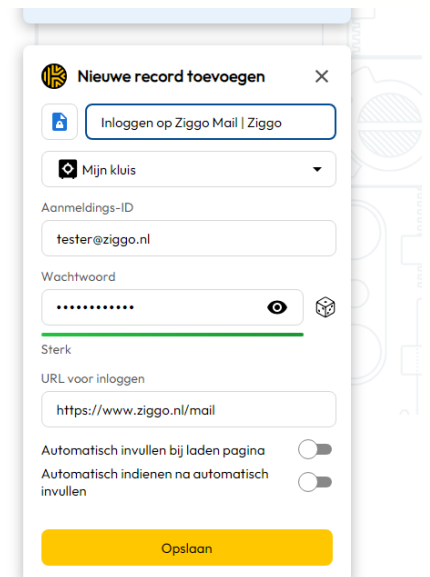 Nieuwe record toevoegen
Inloggen op Ziggo Mail | Ziggo
Mijn kluis
Aanmeldings-ID
tester@ziggo.nl
Wachtwoord
••••••••••••
Sterk
URL voor inloggen
https://www.ziggo.nl/mail
Automatisch invullen bij laden pagina
Automatisch indienen na automatisch
invullen
Opslaan